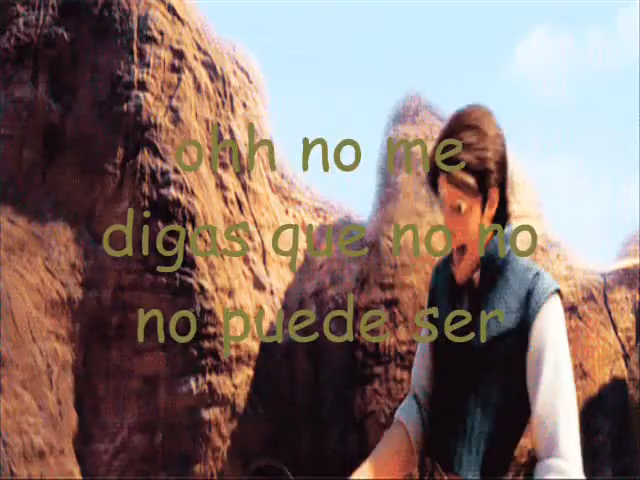 ohh no me
digas que no no
no puede ser